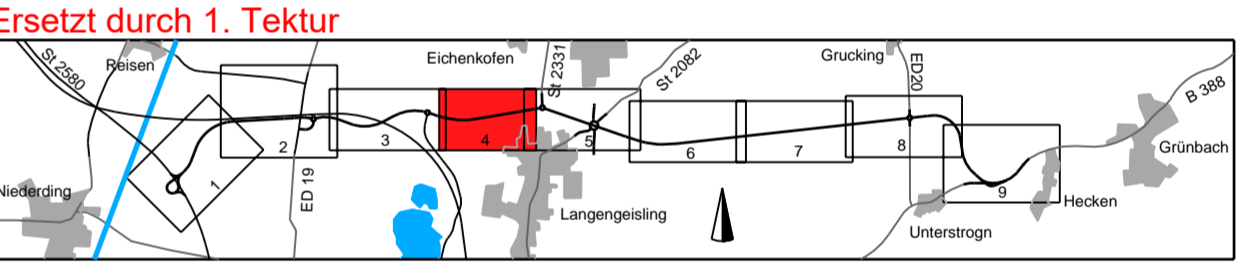 Ersetzt durch 1. Tektur
St 2580
Reisen
Eichenkofen
St 2331
St 2082
Grucking
ED20
B 388
Grünbach
1
2
3
4
5
6
7
8
9
ED 19
Niederding
Langengeisling
Unterstrogn
Hecken